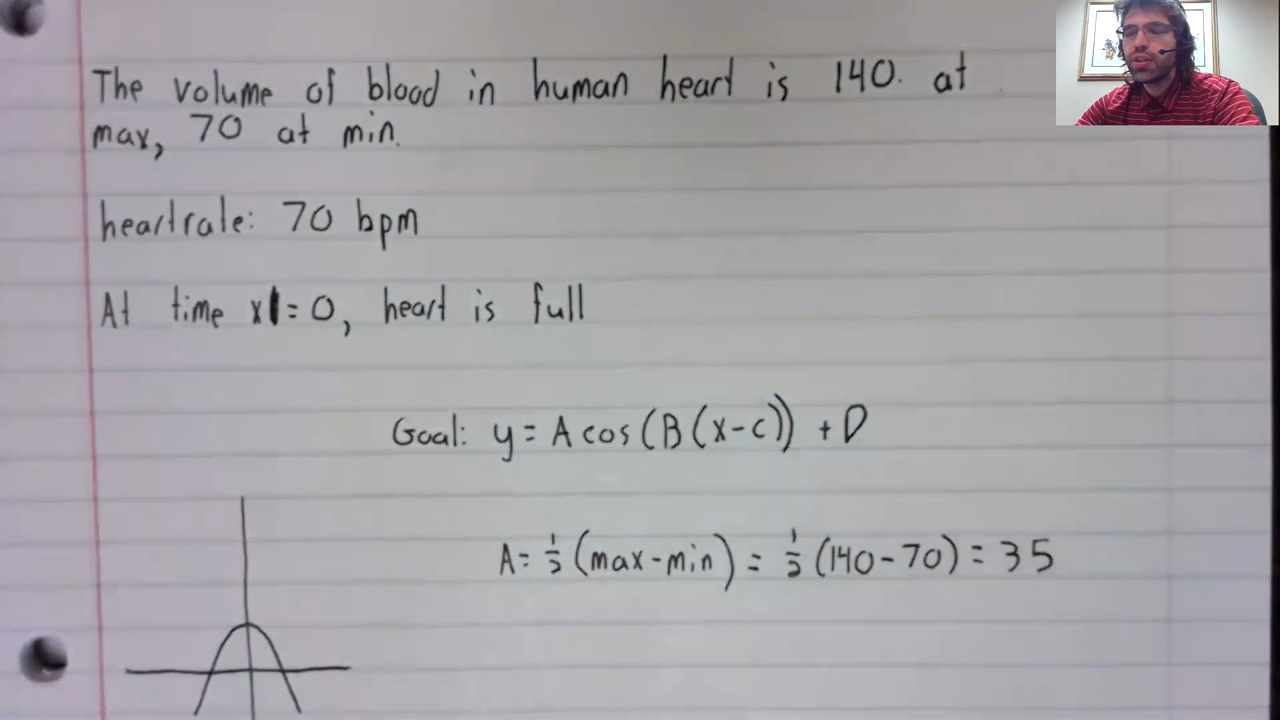 The volume of blood in human heart is 140. at
max, 70 at min.
heartrate: 70 bpm
At time x = 0, heart is full
Goal: y = A cos(B(x-c)) + D
A = 1/2 (max - min) = 1/2 (140 - 70) = 35